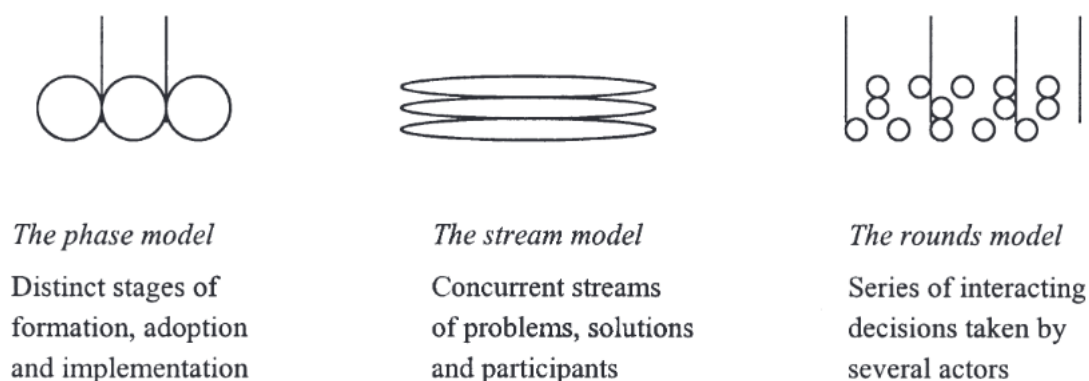 The phase model
Distinct stages of
formation, adoption
and implementation
The stream model
Concurrent streams
of problems, solutions
and participants
The rounds model
Series of interacting
decisions taken by
several actors